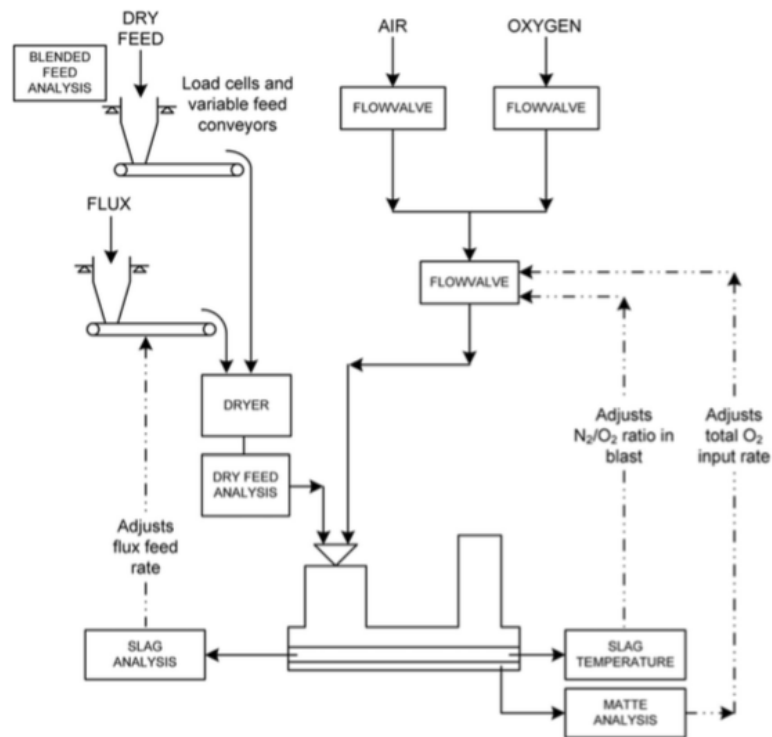 DRY
FEED
BLENDED
FEED
ANALYSIS
Load cells and
variable feed
conveyors
AIR
OXYGEN
FLOWVALVE
FLOWVALVE
FLUX
FLOWVALVE
DRYER
DRY FEED
ANALYSIS
Adjusts
N₂/O₂ ratio in
blast
Adjusts
total O₂
input rate
Adjusts
flux feed
rate
SLAG
ANALYSIS
SLAG
TEMPERATURE
MATTE
ANALYSIS